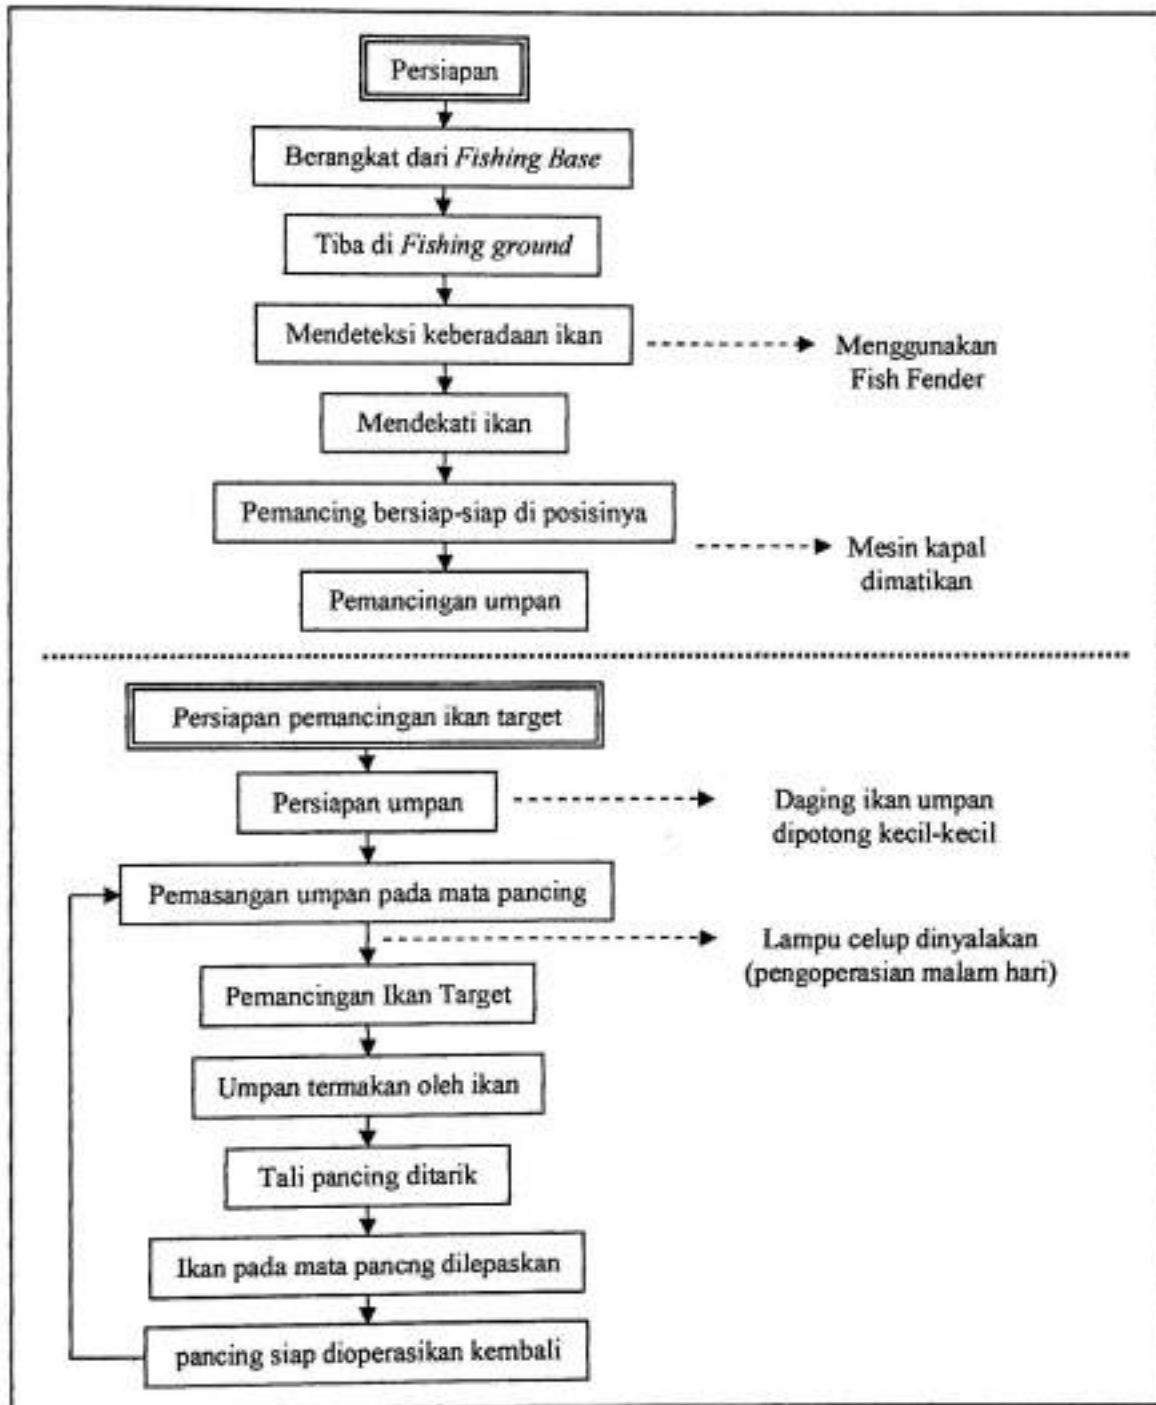 Persiapan
Berangkat dari Fishing Base
Tiba di Fishing ground
Mendeteksi keberadaan ikan
Menggunakan
Fish Fender
Mendekati ikan
Pemancing bersiap-siap di posisinya
Mesin kapal
dimatikan
Pemancingan umpan
Persiapan pemancingan ikan target
Persiapan umpan
Daging ikan umpan
dipotong kecil-kecil
Pemasangan umpan pada mata pancing
Lampu celup dinyalakan
(pengoperasian malam hari)
Pemancingan Ikan Target
Umpan termakan oleh ikan
Tali pancing ditarik
Ikan pada mata pancng dilepaskan
pancing siap dioperasikan kembali